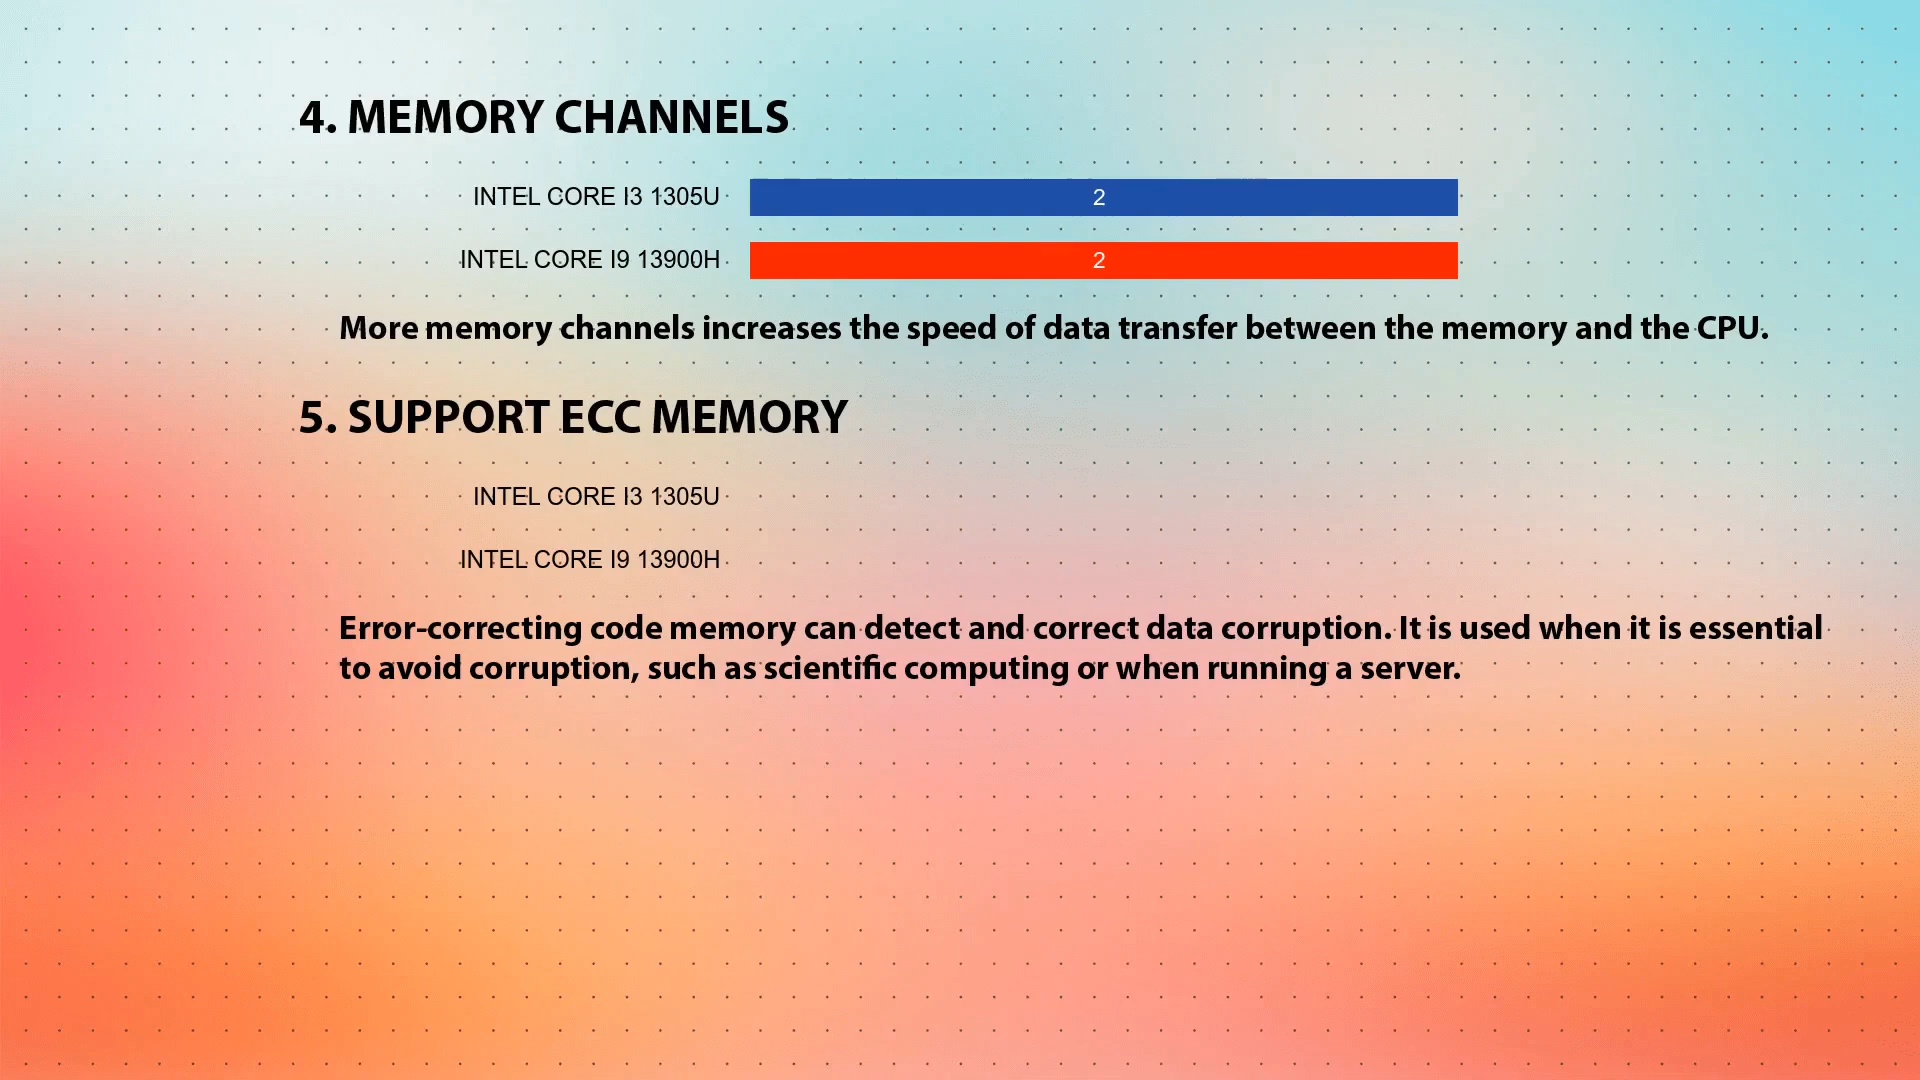 4. MEMORY CHANNELS
INTEL CORE I3 1305U
2
INTEL CORE I9 13900H
2
More memory channels increases the speed of data transfer between the memory and the CPU.
5. SUPPORT ECC MEMORY
INTEL CORE I3 1305U
INTEL CORE I9 13900H
Error-correcting code memory can detect and correct data corruption. It is used when it is essential
to avoid corruption, such as scientific computing or when running a server.